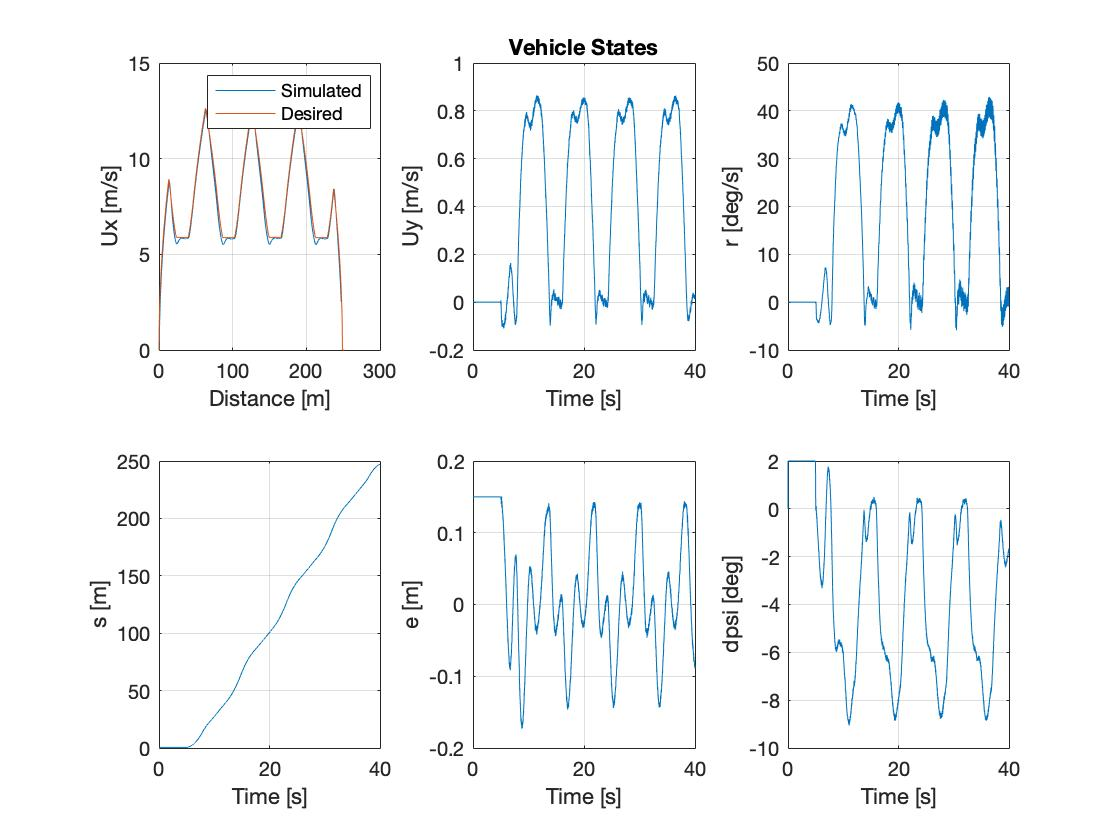 Vehicle States
15
10
5
0
Ux [m/s]
Simulated
Desired
0 100 200 300
Distance [m]
1
0.8
0.6
0.4
0.2
0
-0.2
Uy [m/s]
0 20 40
Time [s]
50
40
30
20
10
0
-10
r [deg/s]
0 20 40
Time [s]
250
200
150
100
50
0
s [m]
0 20 40
Time [s]
0.2
0.1
0
-0.1
-0.2
e [m]
0 20 40
Time [s]
2
0
-2
-4
-6
-8
-10
dpsi [deg]
0 20 40
Time [s]